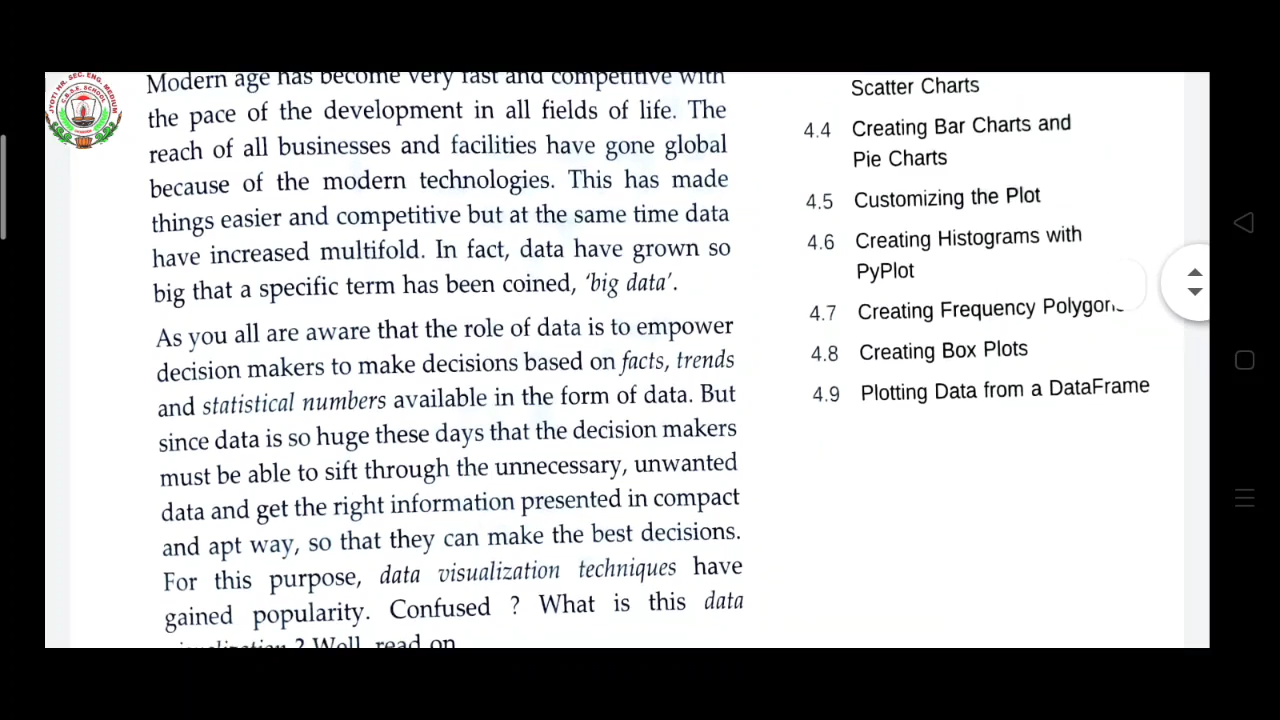 Modern age has become very fast and competitive with
the pace of the development in all fields of life. The
reach of all businesses and facilities have gone global
because of the modern technologies. This has made
things easier and competitive but at the same time data
have increased multifold. In fact, data have grown so
big that a specific term has been coined, ‘big data’.
As you all are aware that the role of data is to empower
decision makers to make decisions based on facts, trends
and statistical numbers available in the form of data. But
since data is so huge these days that the decision makers
must be able to sift through the unnecessary, unwanted
data and get the right information presented in compact
and apt way, so that they can make the best decisions.
For this purpose, data visualization techniques have
gained popularity. Confused ? What is this data
visualization ? Well, read on
Scatter Charts
4.4 Creating Bar Charts and
Pie Charts
4.5 Customizing the Plot
4.6 Creating Histograms with
PyPlot
4.7 Creating Frequency Polygons
4.8 Creating Box Plots
4.9 Plotting Data from a DataFrame
JYOTI HR. SEC. ENG. MEDIUM
C.B.S.E. SCHOOL